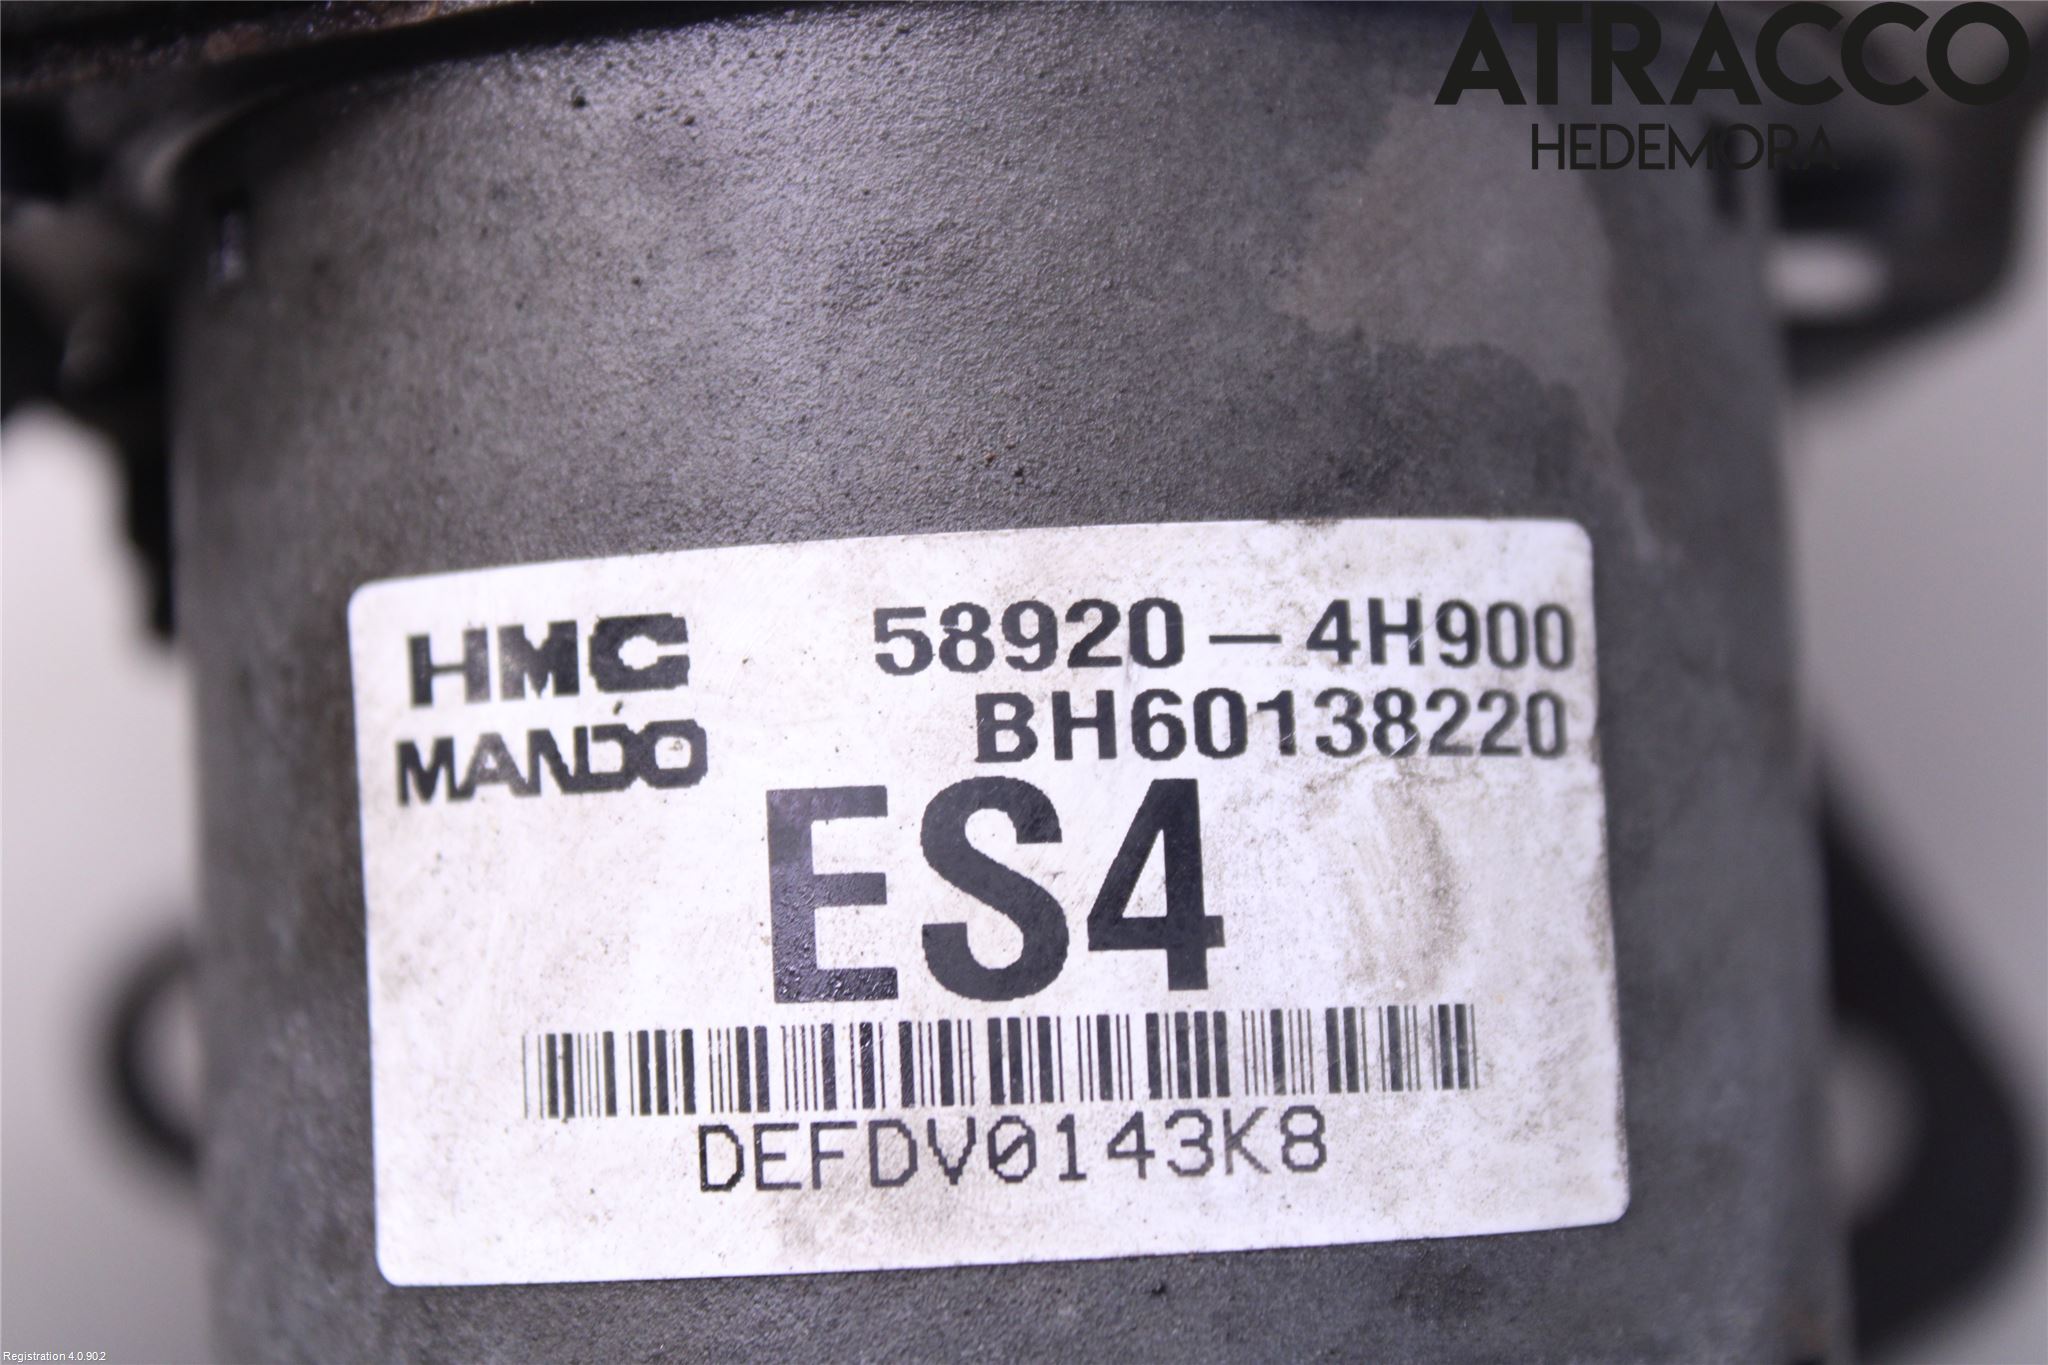 ATRACCO
HEDEMORA
HMC 58920-4H900
MANDO BH60138220
ES4
DEFDV0143K8
Registration 4.0.902